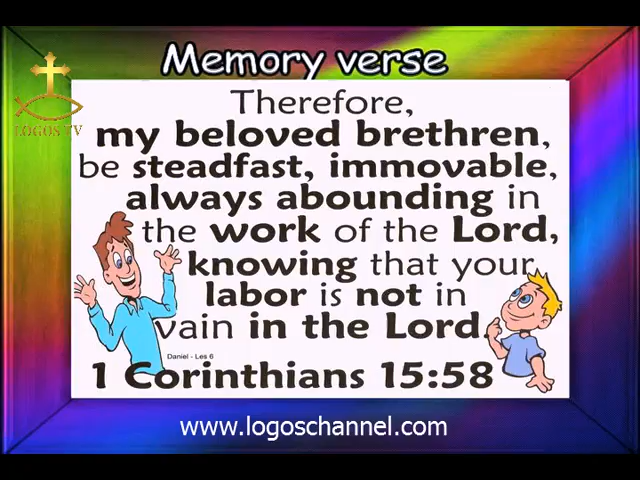 Memory verse
LOGOS TV
Therefore,
my beloved brethren,
be steadfast, immovable,
always abounding in
the work of the Lord,
knowing that your
labor is not in
vain in the Lord
Daniel - Les 6
1 Corinthians 15:58
www.logoschannel.com